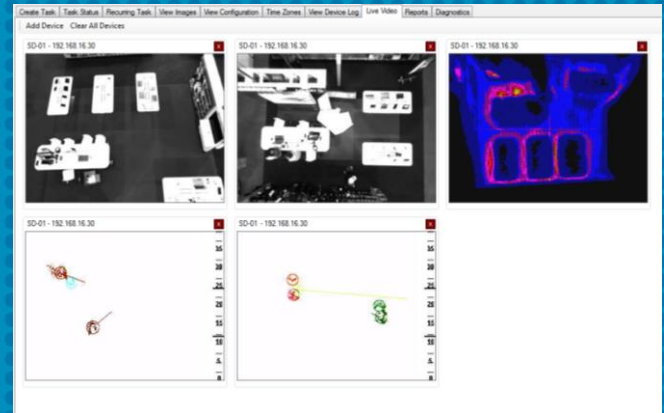 Create Task Task Status Recurring Task View Images View Configuration Time Zones View Device Log Live Video Reports Diagnostics
Add Device Clear All Devices
SD-01 - 192.168.16.30 x
SD-01 - 192.168.16.30 x
SD-01 - 192.168.16.30 x
SD-01 - 192.168.16.30 x
SD-01 - 192.168.16.30 x